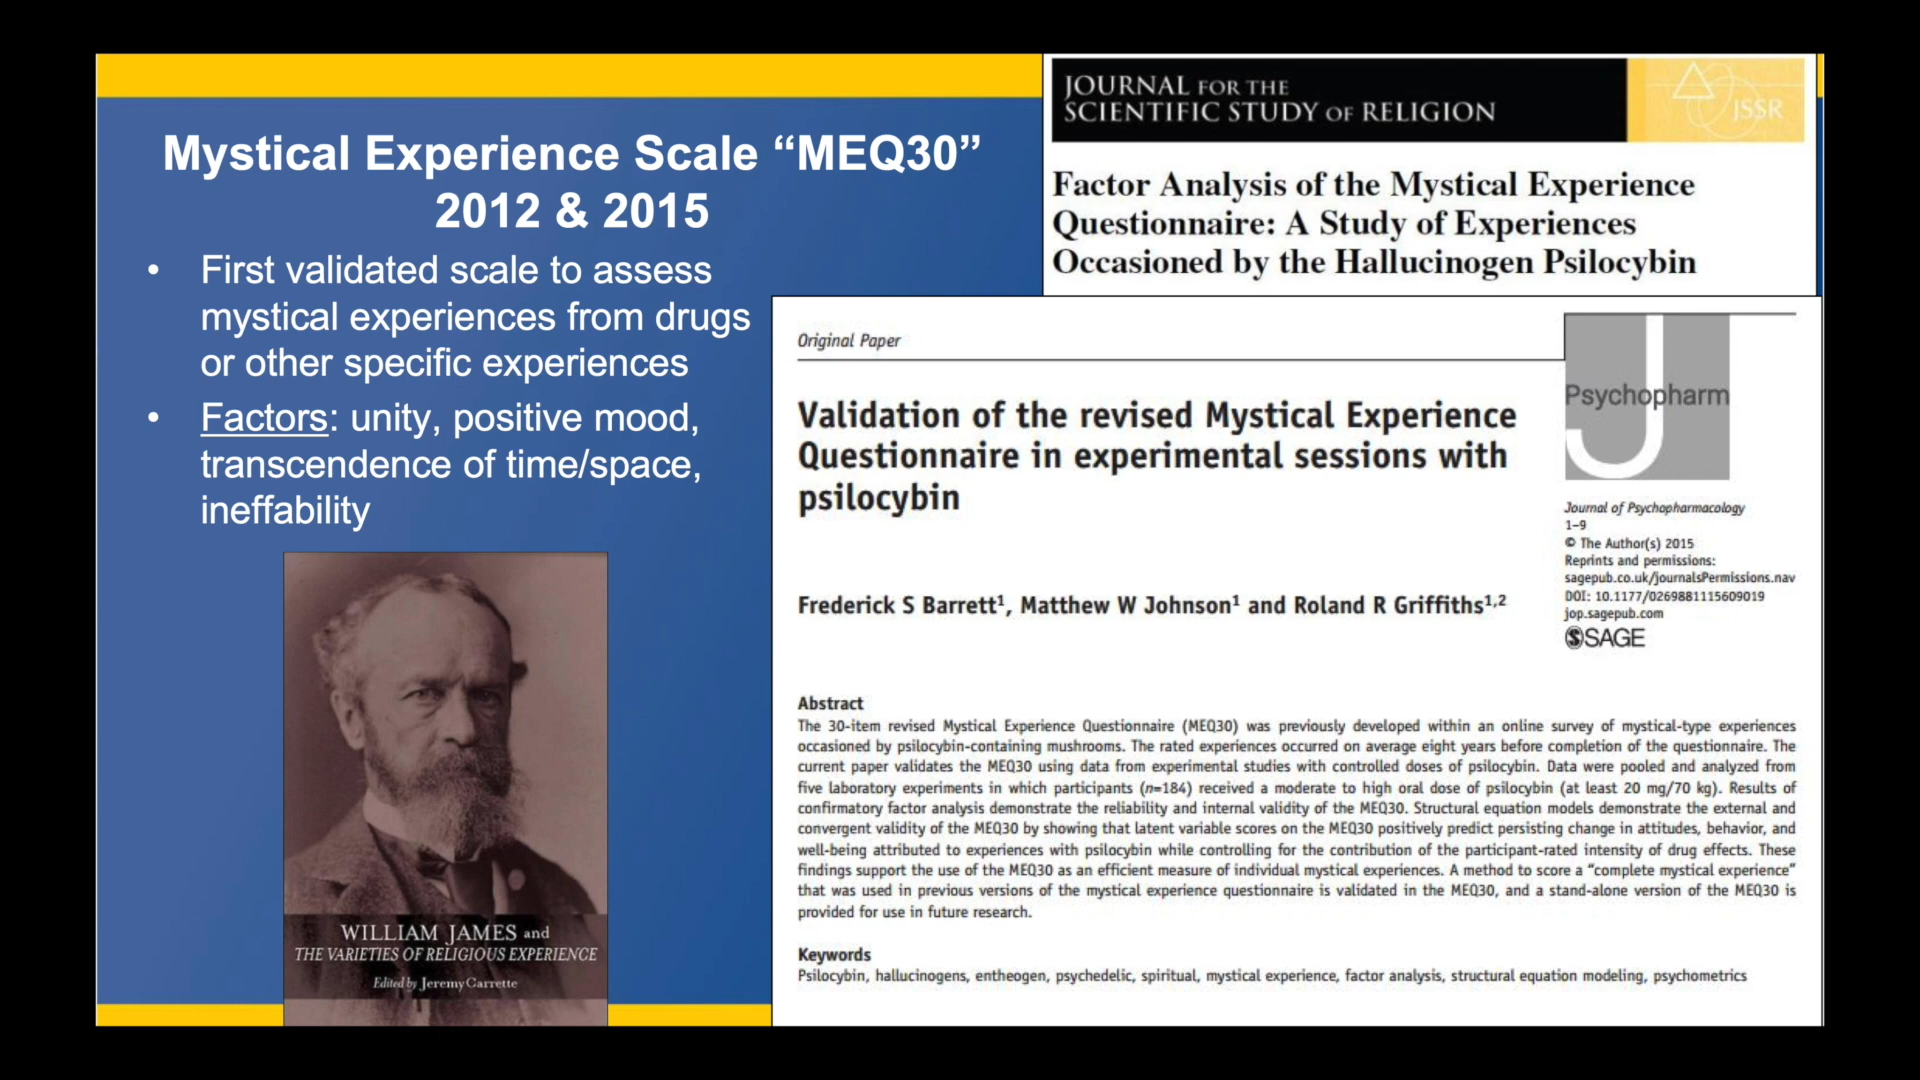 Mystical Experience Scale “MEQ30”
2012 & 2015
• First validated scale to assess
mystical experiences from drugs
or other specific experiences
• Factors: unity, positive mood,
transcendence of time/space,
ineffability
WILLIAM JAMES and
THE VARIETIES OF RELIGIOUS EXPERIENCE
Edited by Jeremy Carrette
JOURNAL FOR THE
SCIENTIFIC STUDY OF RELIGION
JSSR
Factor Analysis of the Mystical Experience
Questionnaire: A Study of Experiences
Occasioned by the Hallucinogen Psilocybin
Original Paper
Validation of the revised Mystical Experience
Questionnaire in experimental sessions with
psilocybin
Frederick S Barrett1, Matthew W Johnson1 and Roland R Griffiths1,2
J
Psychopharm
Journal of Psychopharmacology
1–9
© The Author(s) 2015
Reprints and permissions:
sagepub.co.uk/journalsPermissions.nav
DOI: 10.1177/0269881115609019
jop.sagepub.com
SAGE
Abstract
The 30-item revised Mystical Experience Questionnaire (MEQ30) was previously developed within an online survey of mystical-type experiences
occasioned by psilocybin-containing mushrooms. The rated experiences occurred on average eight years before completion of the questionnaire. The
current paper validates the MEQ30 using data from experimental studies with controlled doses of psilocybin. Data were pooled and analyzed from
five laboratory experiments in which participants (n=184) received a moderate to high oral dose of psilocybin (at least 20 mg/70 kg). Results of
confirmatory factor analysis demonstrate the reliability and internal validity of the MEQ30. Structural equation models demonstrate the external and
convergent validity of the MEQ30 by showing that latent variable scores on the MEQ30 positively predict persisting change in attitudes, behavior, and
well-being attributed to experiences with psilocybin while controlling for the contribution of the participant-rated intensity of drug effects. These
findings support the use of the MEQ30 as an efficient measure of individual mystical experiences. A method to score a “complete mystical experience”
that was used in previous versions of the mystical experience questionnaire is validated in the MEQ30, and a stand-alone version of the MEQ30 is
provided for use in future research.
Keywords
Psilocybin, hallucinogens, entheogen, psychedelic, spiritual, mystical experience, factor analysis, structural equation modeling, psychometrics